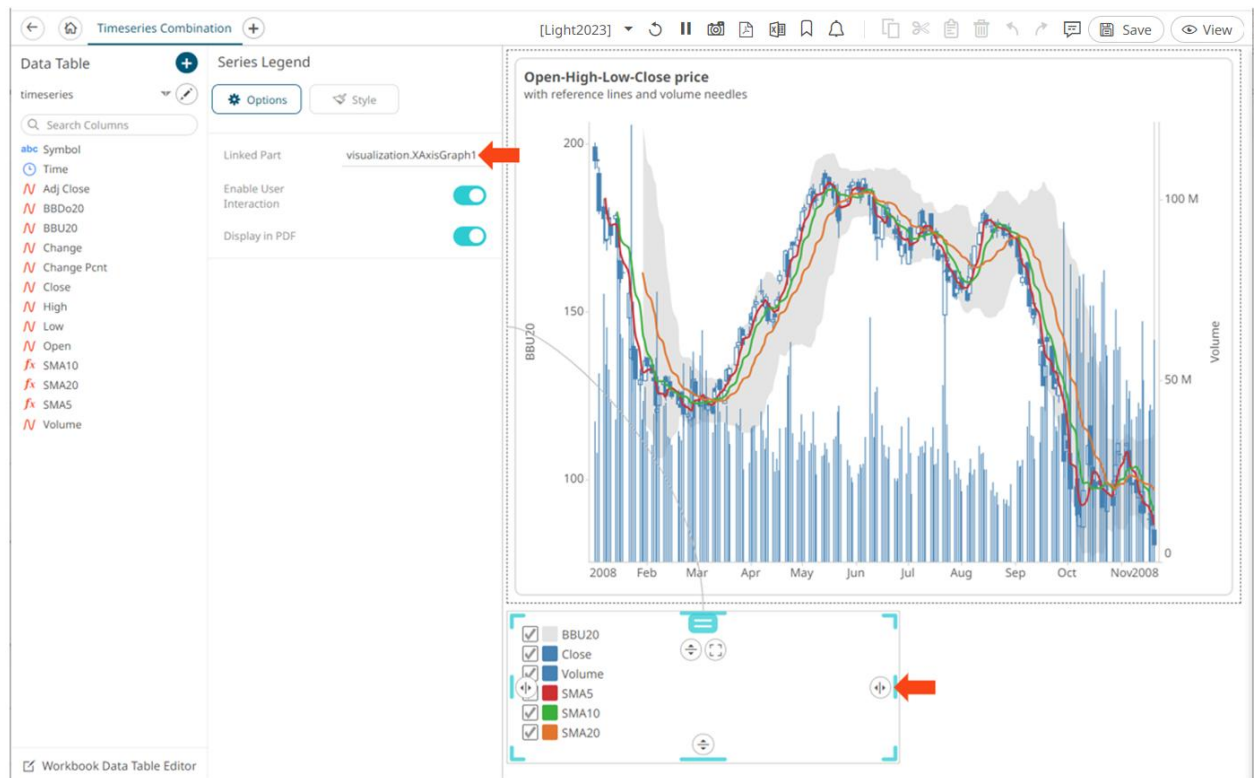 Timeseries Combination
[Light2023]
Save
View
Data Table
timeseries
Search Columns
abc Symbol
Time
Adj Close
BBDo20
BBU20
Change
Change Pcnt
Close
High
Low
Open
fx SMA10
fx SMA20
fx SMA5
Volume
Workbook Data Table Editor
Series Legend
Options
Style
Linked Part
visualization.XAxisGraph1
Enable User
Interaction
Display in PDF
Open-High-Low-Close price
with reference lines and volume needles
200
150
100
BBU20
100 M
50 M
0
Volume
2008 Feb Mar Apr May Jun Jul Aug Sep Oct Nov2008
BBU20
Close
Volume
SMA5
SMA10
SMA20